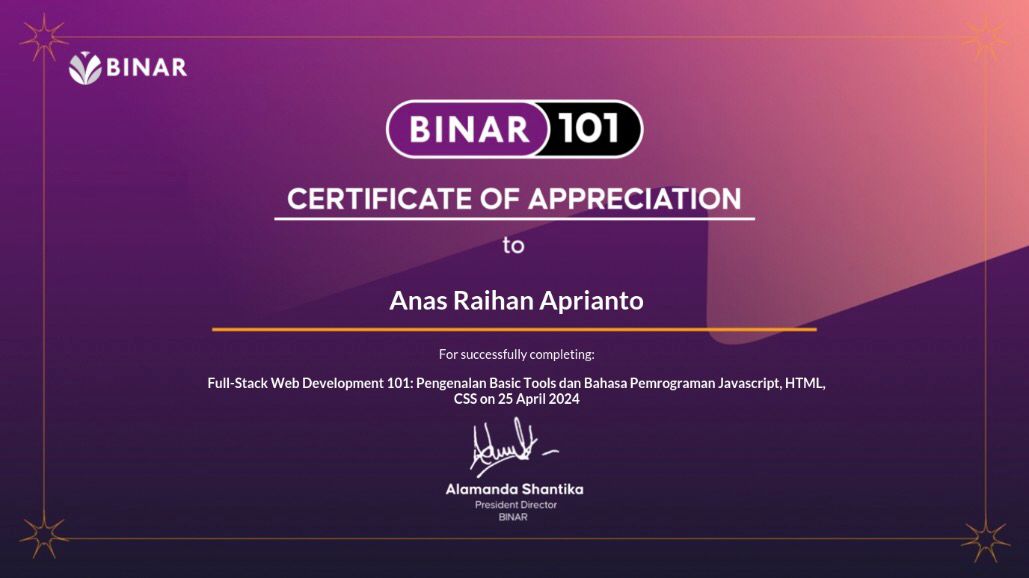 BINAR
BINAR 101
CERTIFICATE OF APPRECIATION
to
Anas Raihan Aprianto
For successfully completing:
Full-Stack Web Development 101: Pengenalan Basic Tools dan Bahasa Pemrograman Javascript, HTML,
CSS on 25 April 2024
Alamanda Shantika
President Director
BINAR